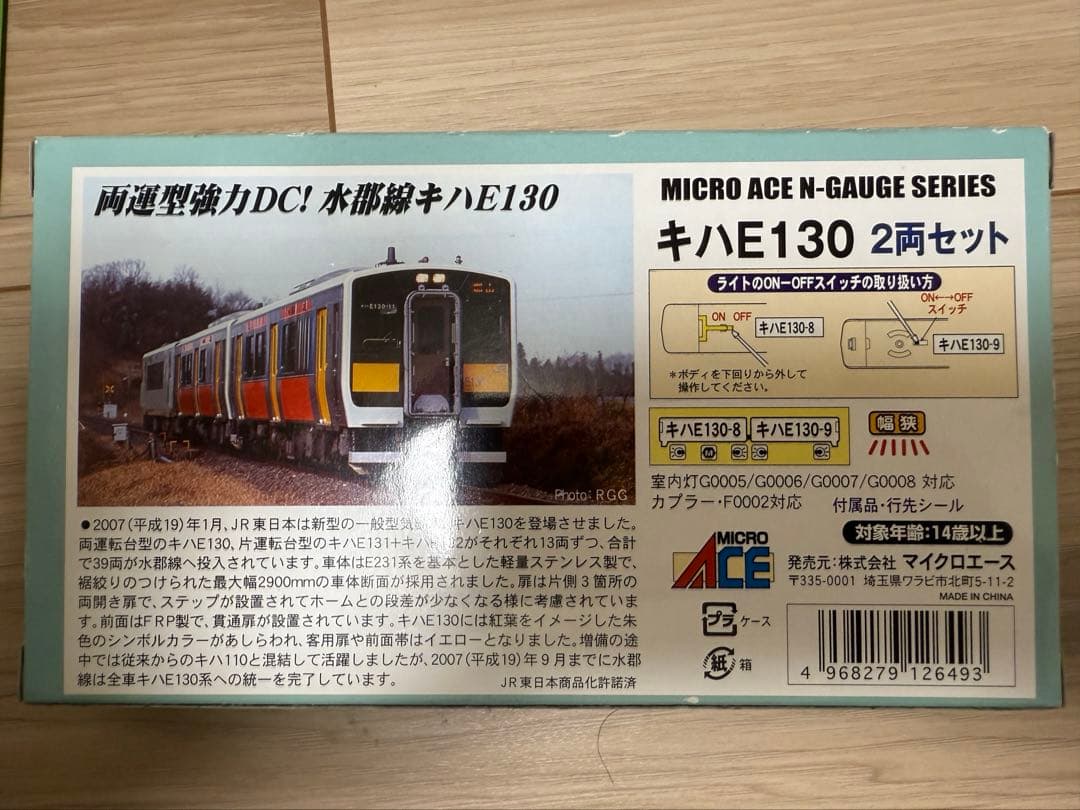 両運型強力DC! 水郡線キハE130
Photo: RGG
●2007(平成19)年1月、JR東日本は新型の一般型気 キハE130を登場させました。
両運転台型のキハE130、片運転台型のキハE131+キハ 32がそれぞれ13両ずつ、合計
で39両が水郡線へ投入されています。車体はE231系を基本とした軽量ステンレス製で、
裾絞りのつけられた最大幅2900mmの車体断面が採用されました。扉は片側3箇所の
両開き扉で、ステップが設置されてホームとの段差が少なくなる様に考慮されていま
す。前面はFRP製で、貫通扉が設置されています。キハE130には紅葉をイメージした朱
色のシンボルカラーがあしらわれ、客用扉や前面帯はイエローとなりました。増備の途
中では従来からのキハ110と混結して活躍しましたが、2007(平成19)年9月までに水郡
線は全車キハE130系への統一を完了しています。
JR東日本商品化許諾済
MICRO ACE N-GAUGE SERIES
キハE130 2両セット
ライトのON-OFFスイッチの取り扱い方
ON OFF
キハE130-8
*ボディを下回りから外して
操作してください。
ON←→OFF
スイッチ
キハE130-9
キハE130-8 キハE130-9
M
幅狭
室内灯G0005/G0006/G0007/G0008 対応
カプラー・F0002対応 付属品・行先シール
対象年齢:14歳以上
MICRO
ACE
発売元:株式会社 マイクロエース
〒335-0001 埼玉県ワラビ市北町5-11-2
MADE IN CHINA
プラ ケース
紙 箱
4 968279 126493